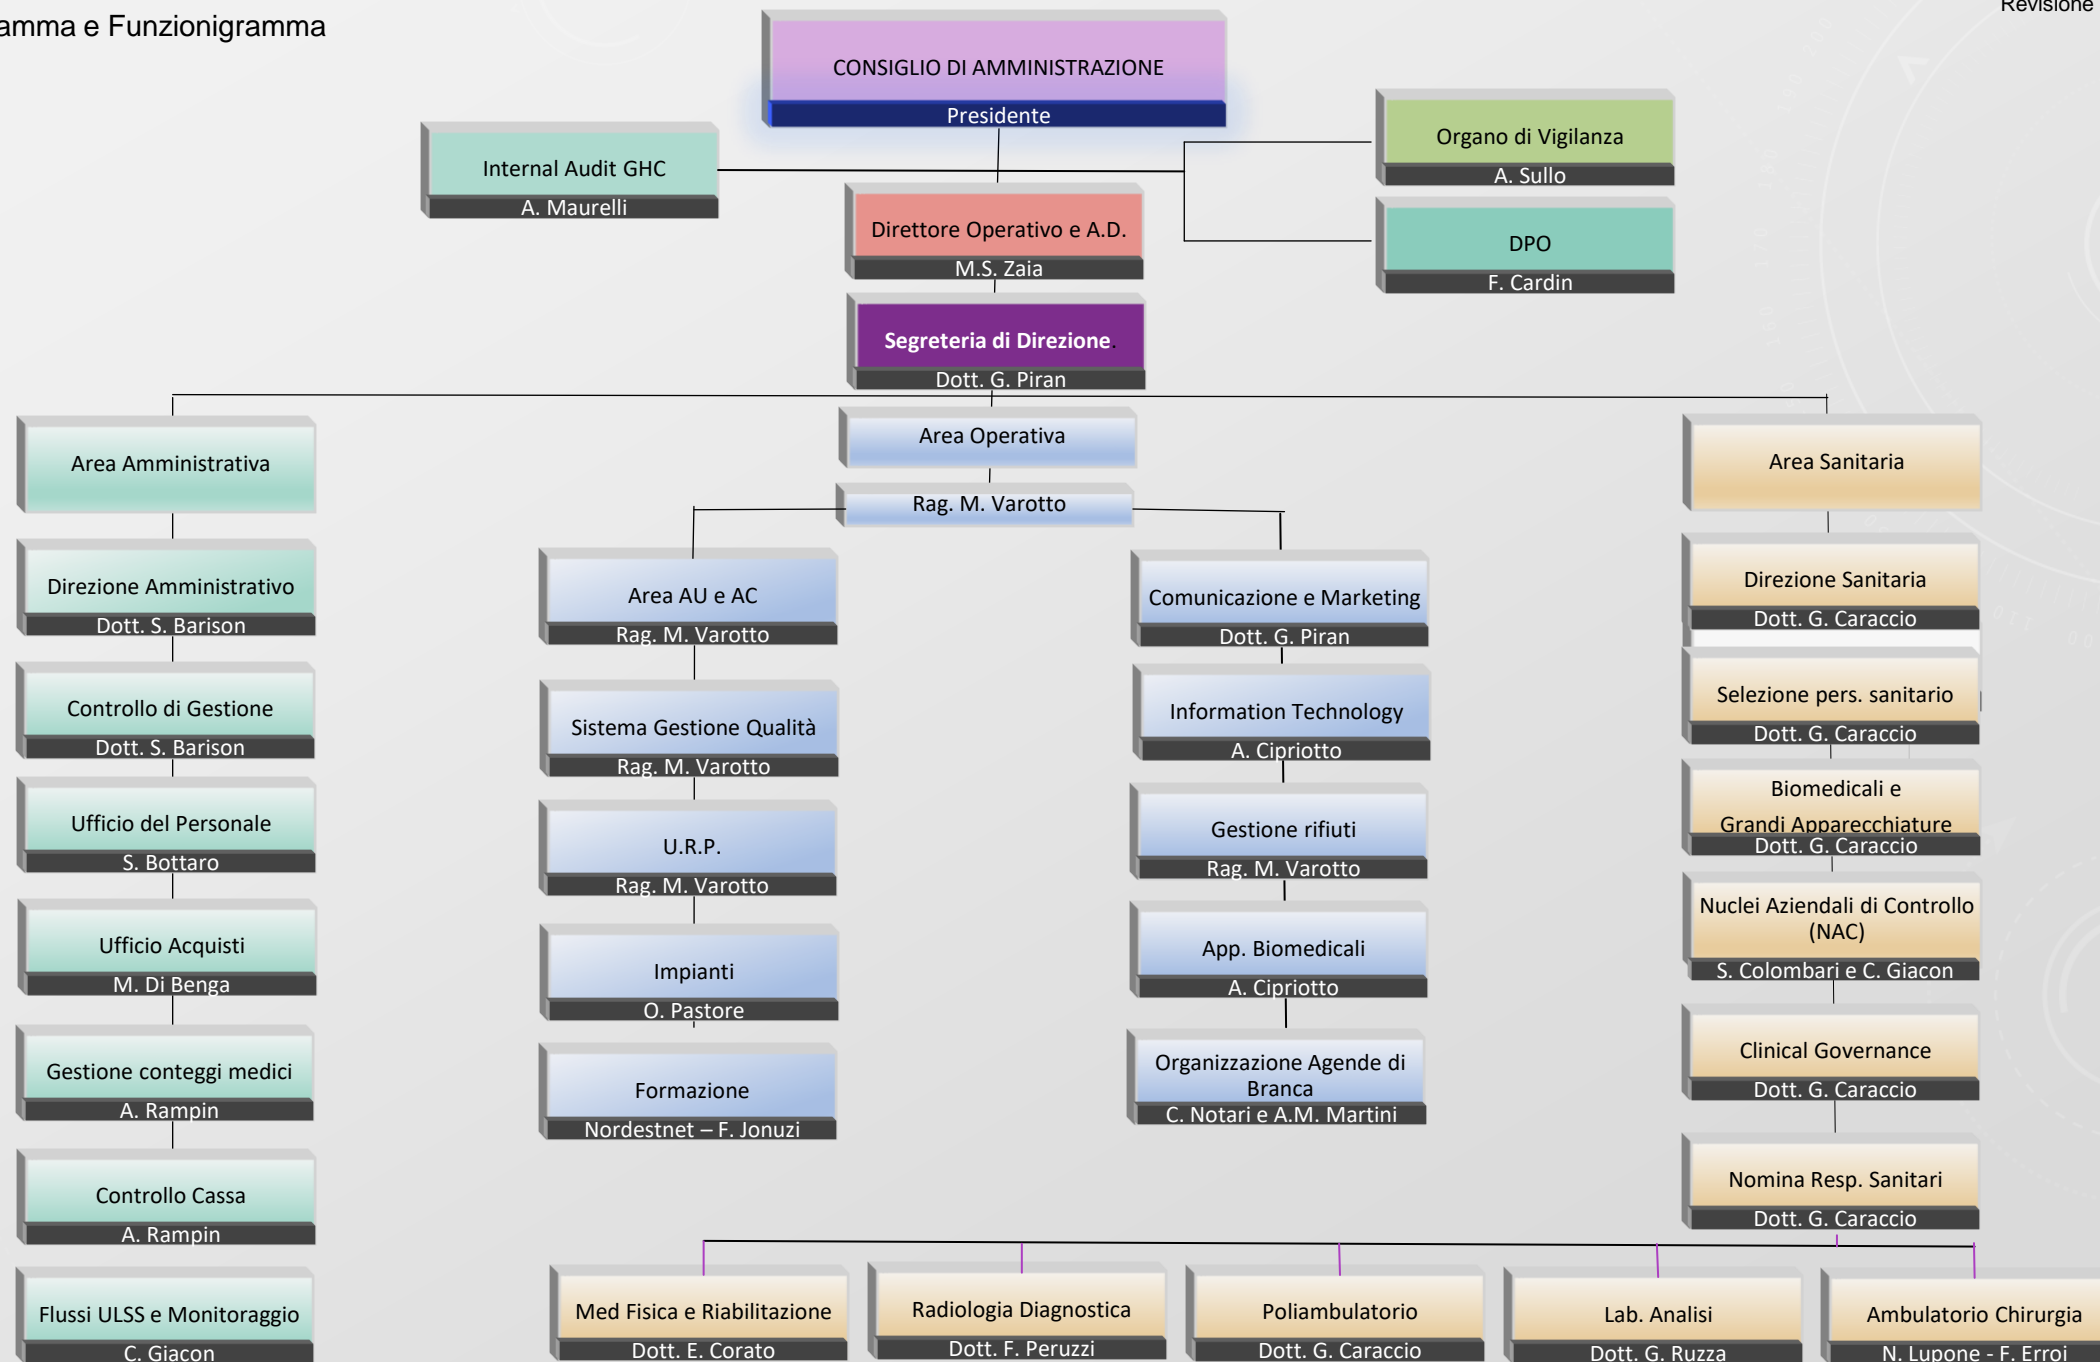 amma e Funzionigramma
Revisione
CONSIGLIO DI AMMINISTRAZIONE
Presidente
Internal Audit GHC
A. Maurelli
Organo di Vigilanza
A. Sullo
Direttore Operativo e A.D.
M.S. Zaia
DPO
F. Cardin
Segreteria di Direzione.
Dott. G. Piran
Area Amministrativa
Area Operativa
Rag. M. Varotto
Area Sanitaria
Direzione Amministrativo
Dott. S. Barison
Controllo di Gestione
Dott. S. Barison
Ufficio del Personale
S. Bottaro
Ufficio Acquisti
M. Di Benga
Gestione conteggi medici
A. Rampin
Controllo Cassa
A. Rampin
Flussi ULSS e Monitoraggio
C. Giacon
Area AU e AC
Rag. M. Varotto
Sistema Gestione Qualità
Rag. M. Varotto
U.R.P.
Rag. M. Varotto
Impianti
O. Pastore
Formazione
Nordestnet – F. Jonuzi
Comunicazione e Marketing
Dott. G. Piran
Information Technology
A. Cipriotto
Gestione rifiuti
Rag. M. Varotto
App. Biomedicali
A. Cipriotto
Organizzazione Agende di
Branca
C. Notari e A.M. Martini
Direzione Sanitaria
Dott. G. Caraccio
Selezione pers. sanitario
Dott. G. Caraccio
Biomedicali e
Grandi Apparecchiature
Dott. G. Caraccio
Nuclei Aziendali di Controllo
(NAC)
S. Colombari e C. Giacon
Clinical Governance
Dott. G. Caraccio
Nomina Resp. Sanitari
Dott. G. Caraccio
Med Fisica e Riabilitazione
Dott. E. Corato
Radiologia Diagnostica
Dott. F. Peruzzi
Poliambulatorio
Dott. G. Caraccio
Lab. Analisi
Dott. G. Ruzza
Ambulatorio Chirurgia
N. Lupone - F. Erroi